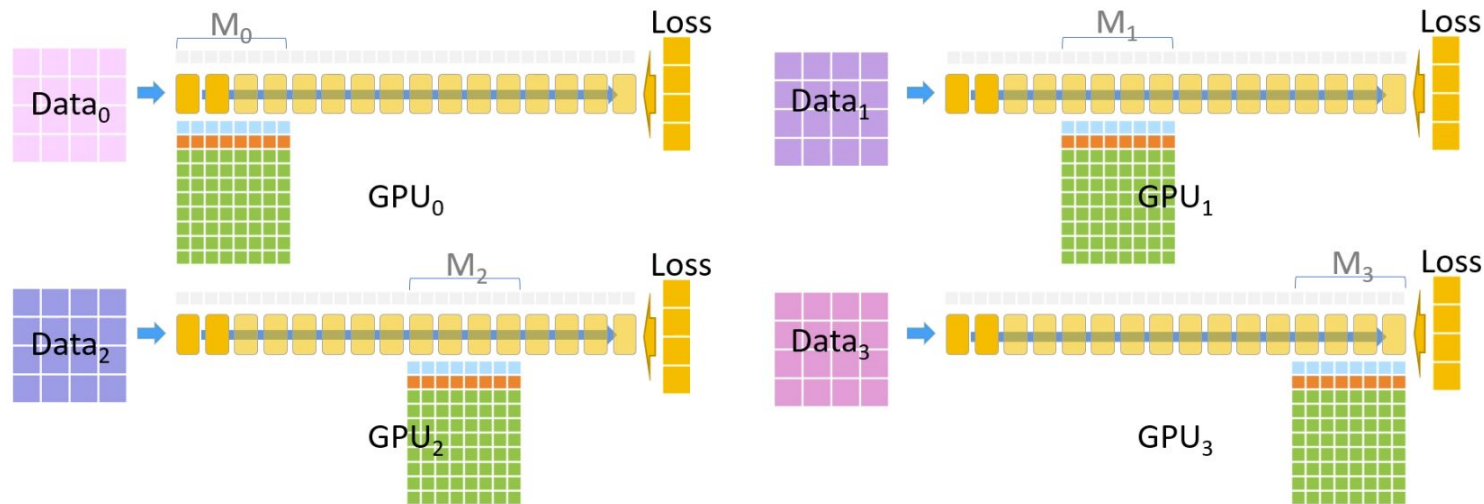 M₀
Loss
Data₀
GPU₀
M₁
Loss
Data₁
GPU₁
M₂
Loss
Data₂
GPU₂
M₃
Loss
Data₃
GPU₃